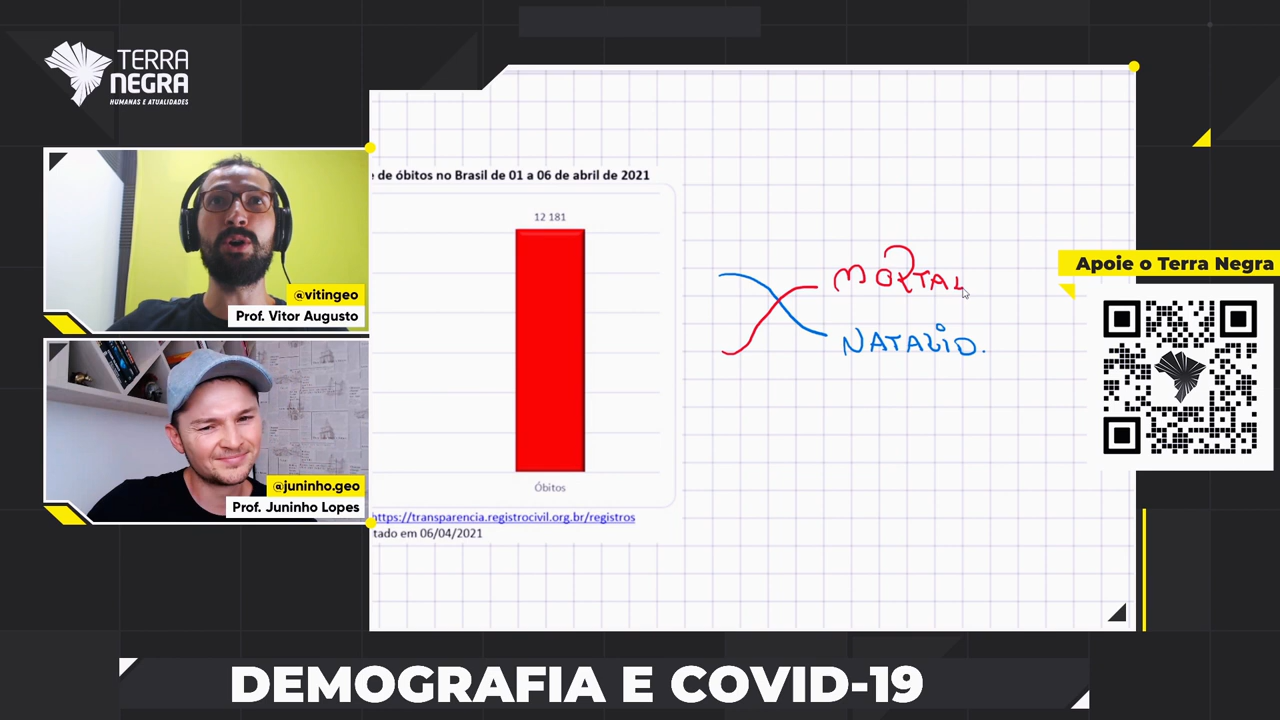 TERRA
NEGRA
HUMANAS E ATUALIDADES
@vitingeo
Prof. Vitor Augusto
@juninho.geo
Prof. Juninho Lopes
de óbitos no Brasil de 01 a 06 de abril de 2021
12 181
Óbitos
https://transparencia.registrocivil.org.br/registros
tado em 06/04/2021
MORTAL
NATALID.
Apoie o Terra Negra
DEMOGRAFIA E COVID-19